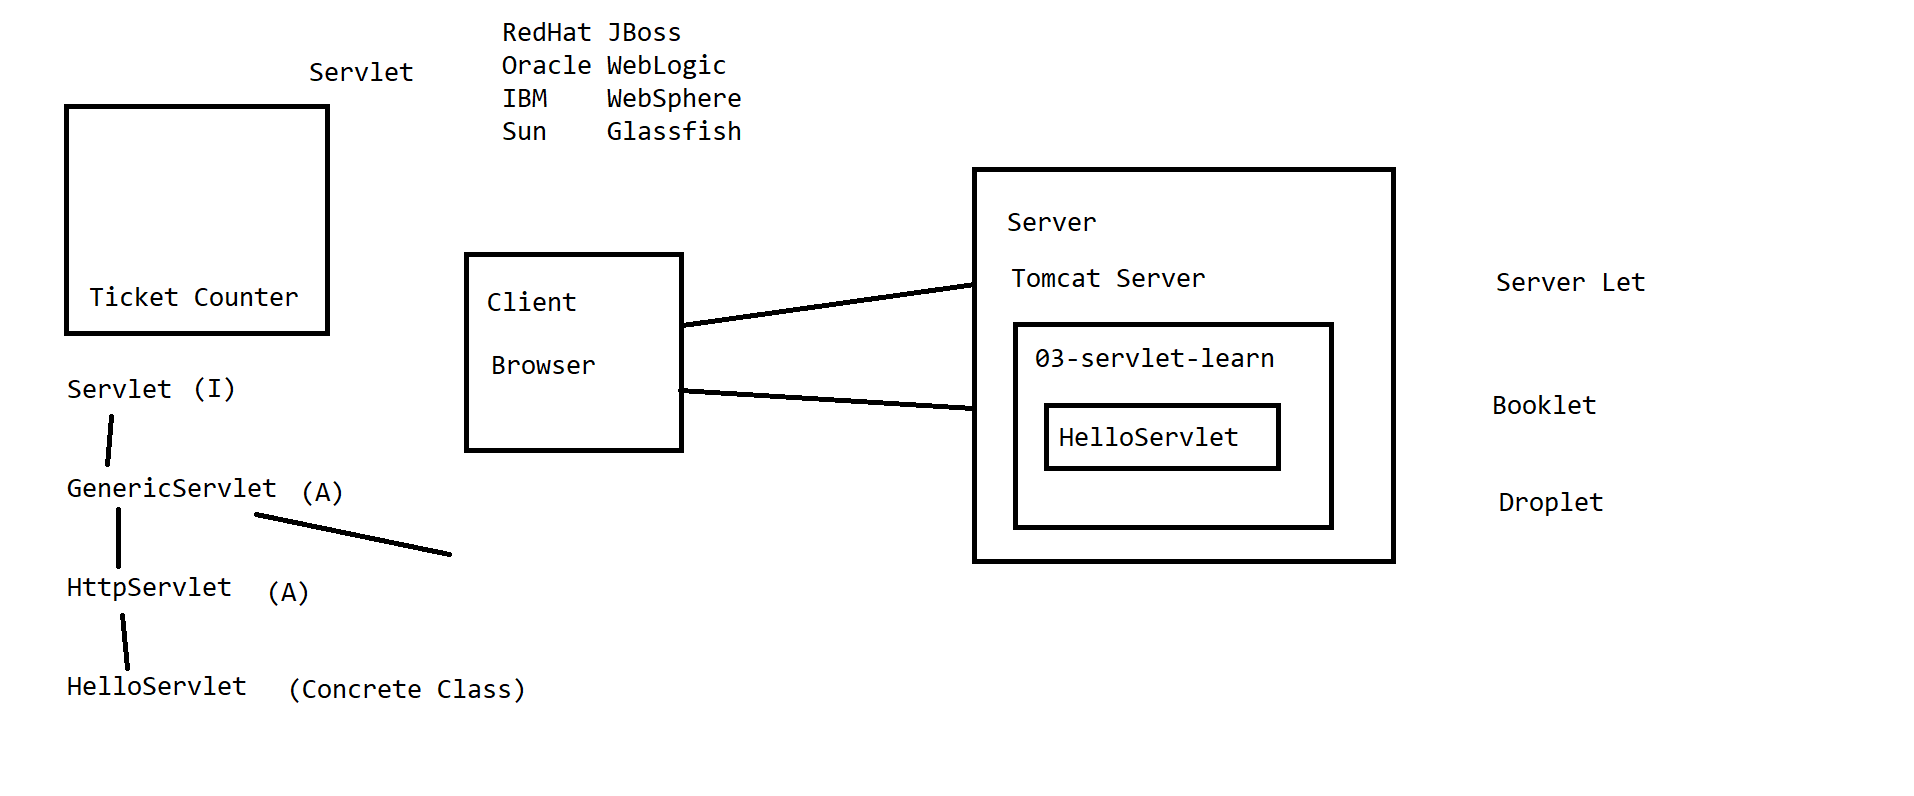 Servlet
RedHat JBoss
Oracle WebLogic
IBM    WebSphere
Sun    Glassfish
Ticket Counter
Client
Browser
Server
Tomcat Server
03-servlet-learn
HelloServlet
Server Let
Booklet
Droplet
Servlet (I)
GenericServlet (A)
HttpServlet (A)
HelloServlet (Concrete Class)